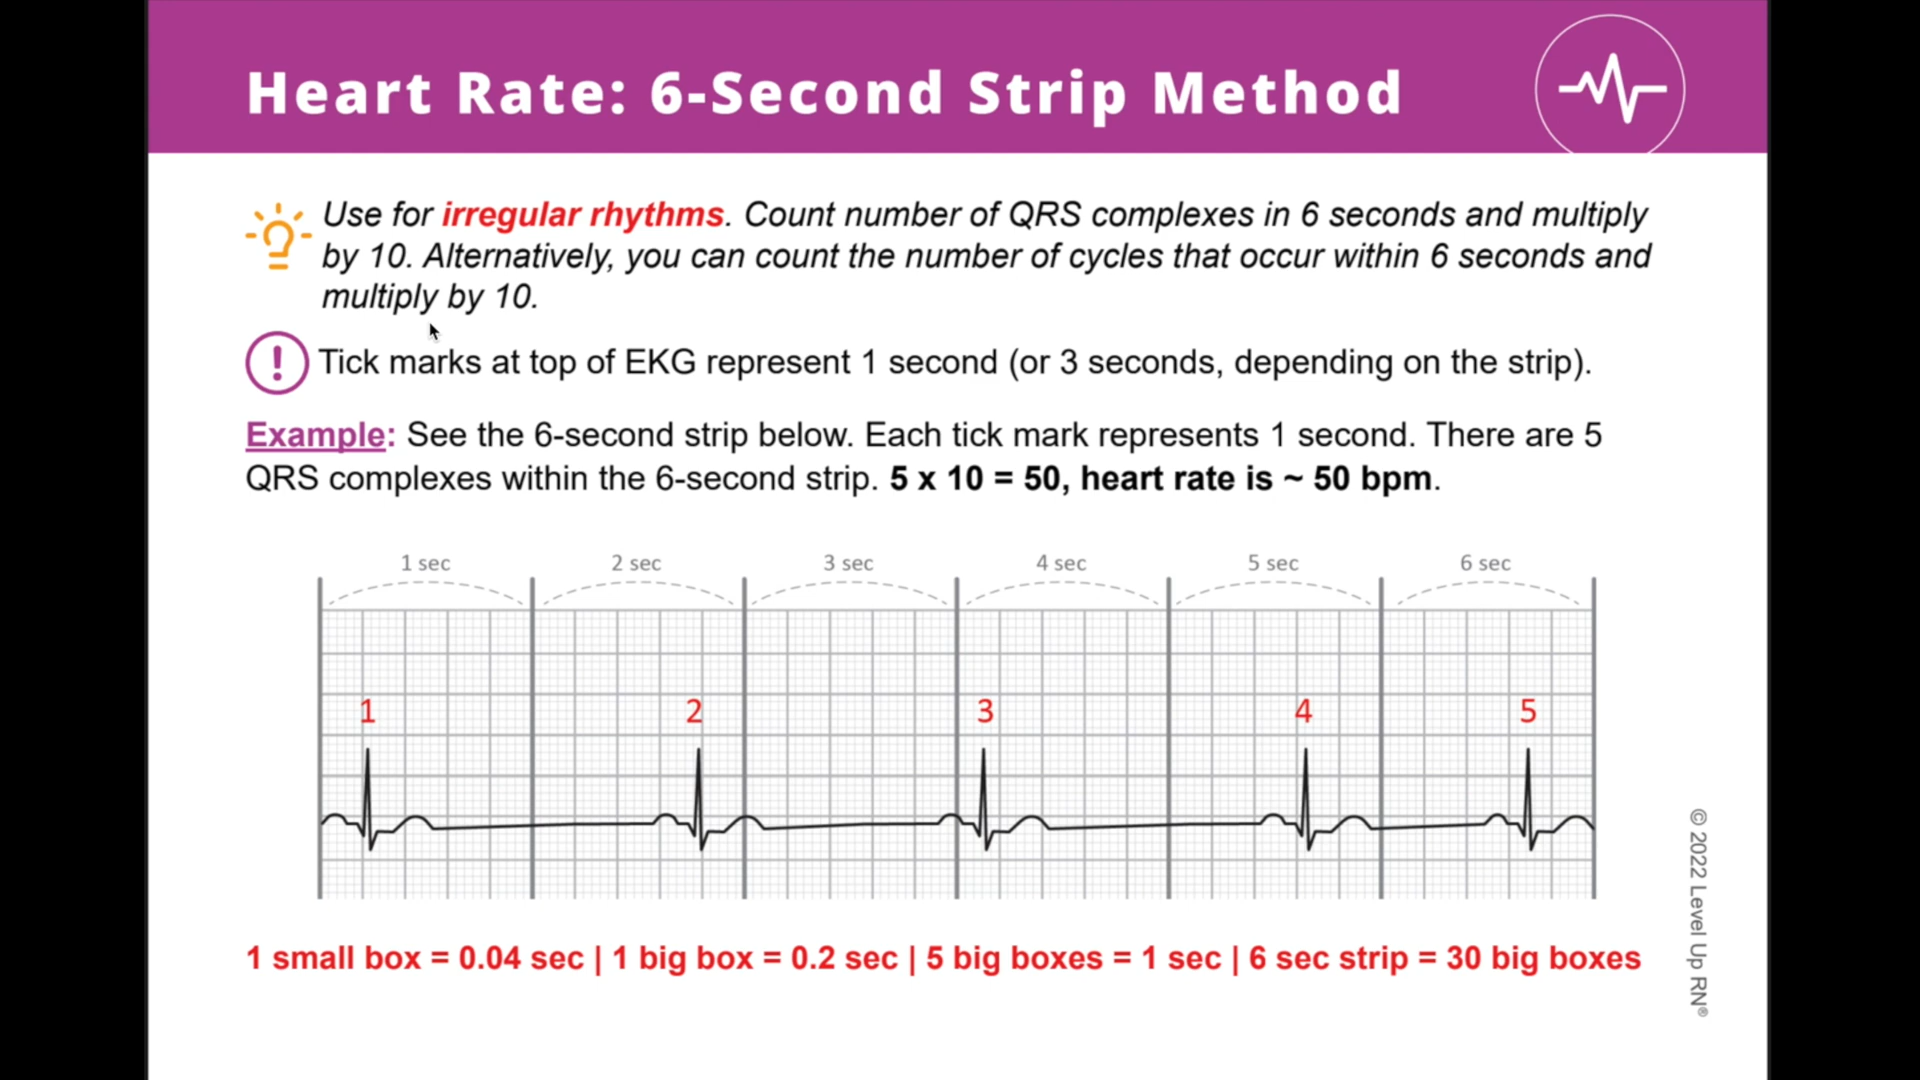 Heart Rate: 6-Second Strip Method
Use for irregular rhythms. Count number of QRS complexes in 6 seconds and multiply
by 10. Alternatively, you can count the number of cycles that occur within 6 seconds and
multiply by 10.
! Tick marks at top of EKG represent 1 second (or 3 seconds, depending on the strip).
Example: See the 6-second strip below. Each tick mark represents 1 second. There are 5
QRS complexes within the 6-second strip. 5 x 10 = 50, heart rate is ~ 50 bpm.
1 sec 2 sec 3 sec 4 sec 5 sec 6 sec
1 2 3 4 5
1 small box = 0.04 sec | 1 big box = 0.2 sec | 5 big boxes = 1 sec | 6 sec strip = 30 big boxes
© 2022 Level Up RN®